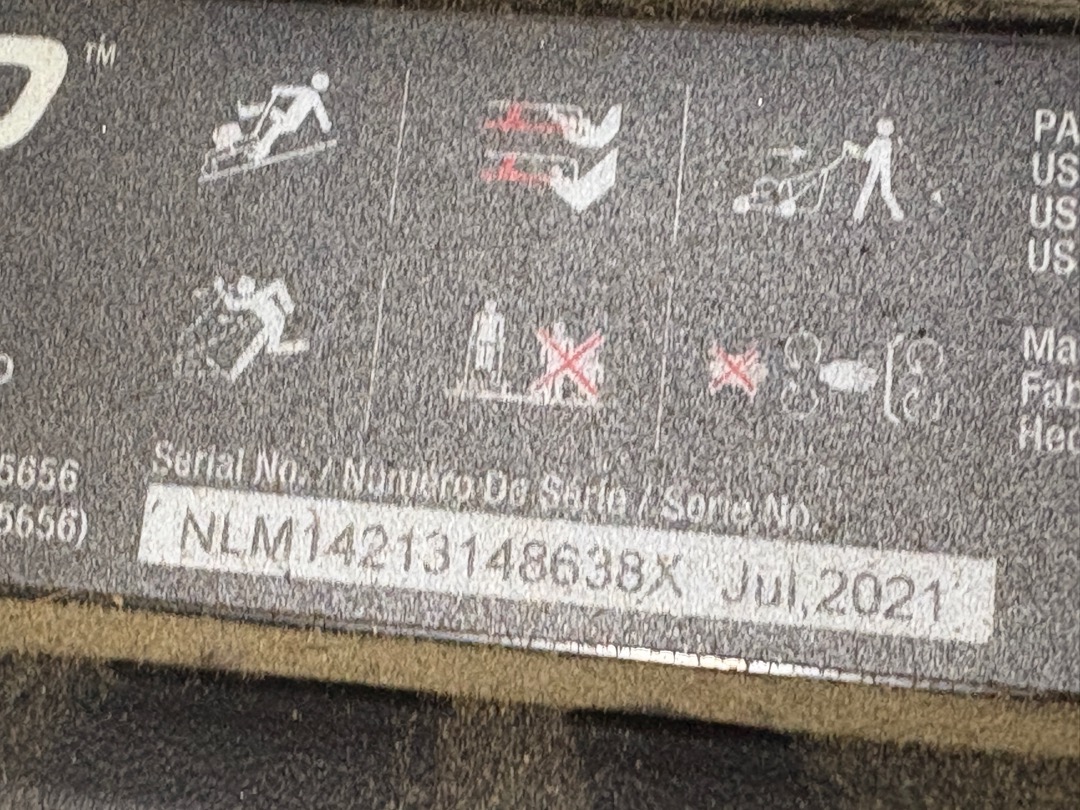 TM
PA
US
US
US
Ma
Fab
Hec
5656
5656)
Serial No. / Numéro De Série / Serie No.
NLM14213148638X Jul,2021